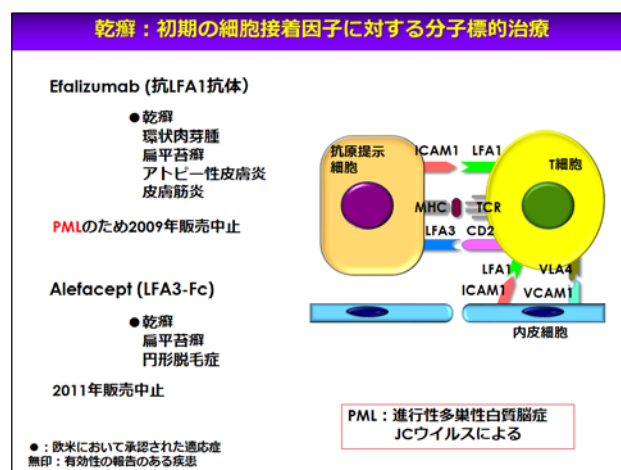 乾癬：初期の細胞接着因子に対する分子標的治療
Efalizumab (抗LFA1抗体）
●乾癬
環状肉芽腫
扁平苔癬
アトピー性皮膚炎
皮膚筋炎
PMLのため2009年販売中止
Alefacept (LFA3-Fc)
●乾癬
扁平苔癬
円形脱毛症
2011年販売中止
●：欧米において承認された適応症
無印：有効性の報告のある疾患
抗原提示
細胞
ICAM1 LFA1
T細胞
MHC TCR
LFA3 CD2
LFA1 VLA4
ICAM1 VCAM1
内皮細胞
PML：進行性多巣性白質脳症
JCウイルスによる